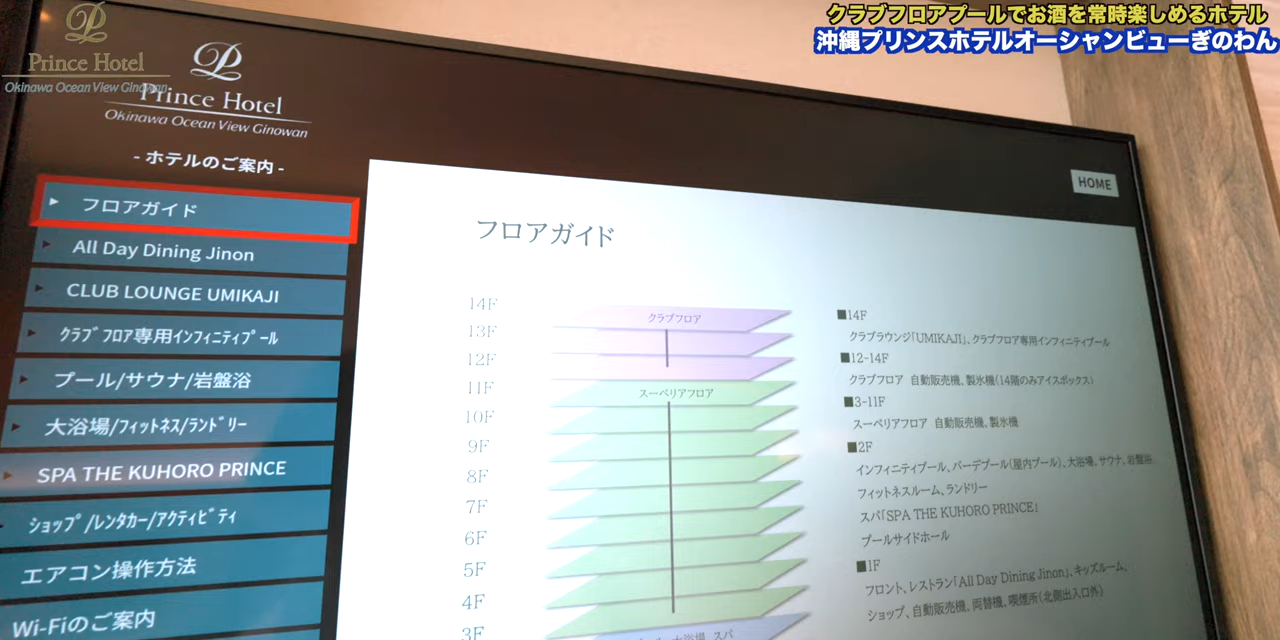 クラブフロアプールでお酒を常時楽しめるホテル
沖縄プリンスホテルオーシャンビューぎのわん
Prince Hotel
Okinawa Ocean View Ginowan
Prince Hotel
Okinawa Ocean View Ginowan
- ホテルのご案内 -
フロアガイド
All Day Dining Jinon
CLUB LOUNGE UMIKAJI
クラブフロア専用インフィニティプール
プール/サウナ/岩盤浴
大浴場/フィットネス/ランドリー
SPA THE KUHORO PRINCE
ショップ/レンタカー/アクティビティ
エアコン操作方法
Wi-Fiのご案内
HOME
フロアガイド
14F
クラブフロア
13F
12F
11F
スーペリアフロア
10F
9F
8F
7F
6F
5F
4F
3F
大浴場 スパ
■14F
クラブラウンジ「UMIKAJI」、クラブフロア専用インフィニティプール
■12-14F
クラブフロア 自動販売機、製氷機(14階のみアイスボックス)
■3-11F
スーペリアフロア 自動販売機、製氷機
■2F
インフィニティプール、バーデプール(屋内プール)、大浴場、サウナ、岩盤浴
フィットネスルーム、ランドリー
スパ「SPA THE KUHORO PRINCE」
プールサイドホール
■1F
フロント、レストラン「All Day Dining Jinon」、キッズルーム、
ショップ、自動販売機、両替機、喫煙所(北側出入口外)